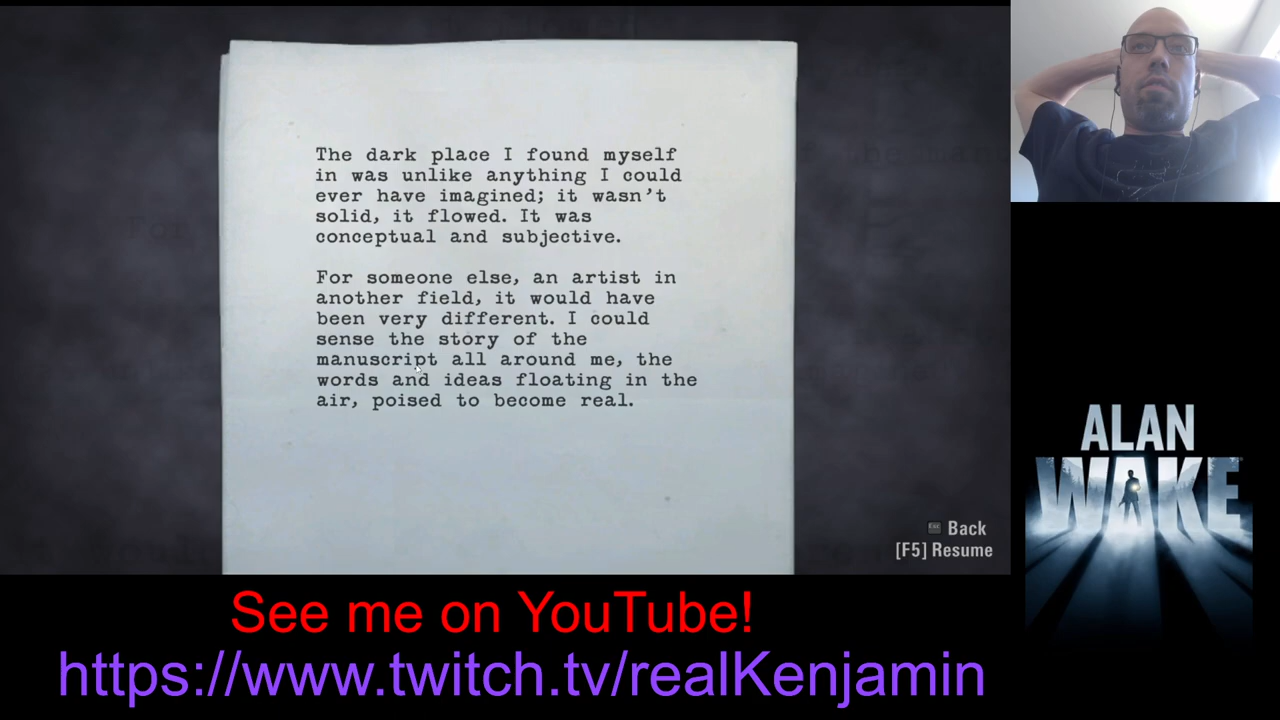 The dark place I found myself
in was unlike anything I could
ever have imagined; it wasn't
solid, it flowed. It was
conceptual and subjective.
For someone else, an artist in
another field, it would have
been very different. I could
sense the story of the
manuscript all around me, the
words and ideas floating in the
air, poised to become real.
Esc Back
[F5] Resume
ALAN
WAKE
See me on YouTube!
https://www.twitch.tv/realKenjamin